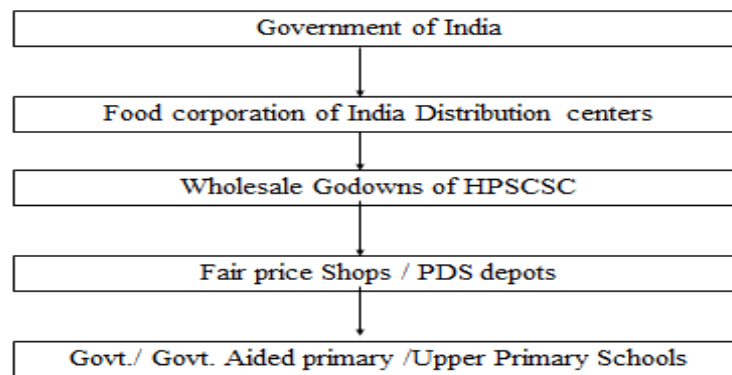 Government of India
Food corporation of India Distribution centers
Wholesale Godowns of HPSCSC
Fair price Shops / PDS depots
Govt./ Govt. Aided primary /Upper Primary Schools